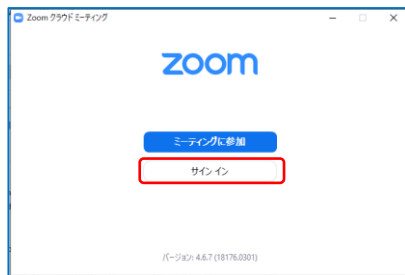 Zoom クラウド ミーティング
zoom
ミーティングに参加
サイン イン
バージョン: 4.6.7 (18176.0301)